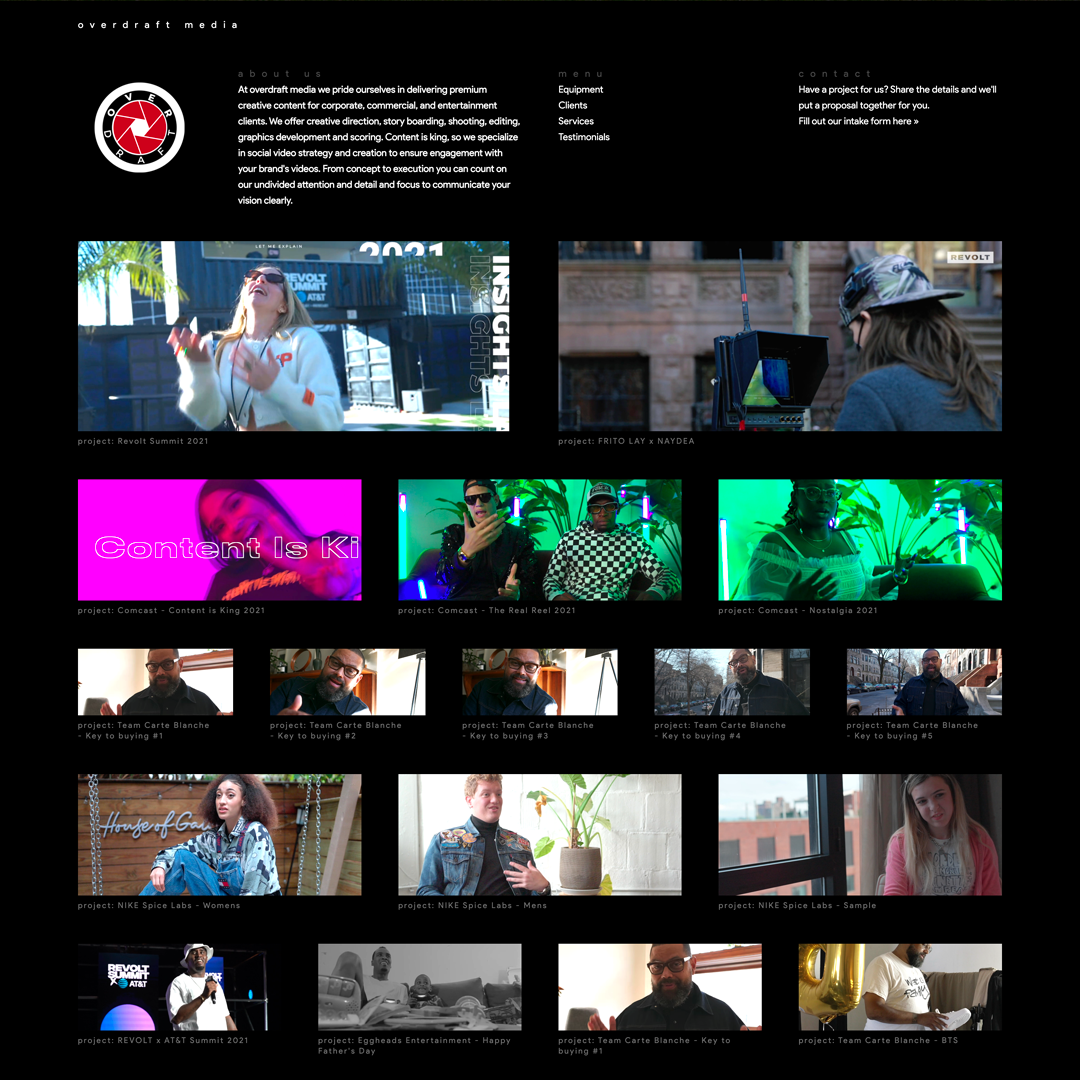 overdraft media
about us
At overdraft media we pride ourselves in delivering premium
creative content for corporate, commercial, and entertainment
clients. We offer creative direction, story boarding, shooting, editing,
graphics development and scoring. Content is king, so we specialize
in social video strategy and creation to ensure engagement with
your brand's videos. From concept to execution you can count on
our undivided attention and detail and focus to communicate your
vision clearly.
menu
Equipment
Clients
Services
Testimonials
contact
Have a project for us? Share the details and we'll
put a proposal together for you.
Fill out our intake form here »
OVERDRAFT
LET ME EXPLAIN
2021
REVOLT
SUMMIT
AT&T
INSIGHTS
INSIGHTS
REVOLT
project: Revolt Summit 2021
project: FRITO LAY x NAYDEA
Content Is Ki
project: Comcast - Content is King 2021
project: Comcast - The Real Reel 2021
project: Comcast - Nostalgia 2021
project: Team Carte Blanche
- Key to buying #1
project: Team Carte Blanche
- Key to buying #2
project: Team Carte Blanche
- Key to buying #3
project: Team Carte Blanche
- Key to buying #4
project: Team Carte Blanche
- Key to buying #5
House of Ga
project: NIKE Spice Labs - Womens
project: NIKE Spice Labs - Mens
project: NIKE Spice Labs - Sample
REVOLT
SUMMIT
X AT&T
project: REVOLT x AT&T Summit 2021
project: Eggheads Entertainment - Happy
Father's Day
project: Team Carte Blanche - Key to
buying #1
project: Team Carte Blanche - BTS